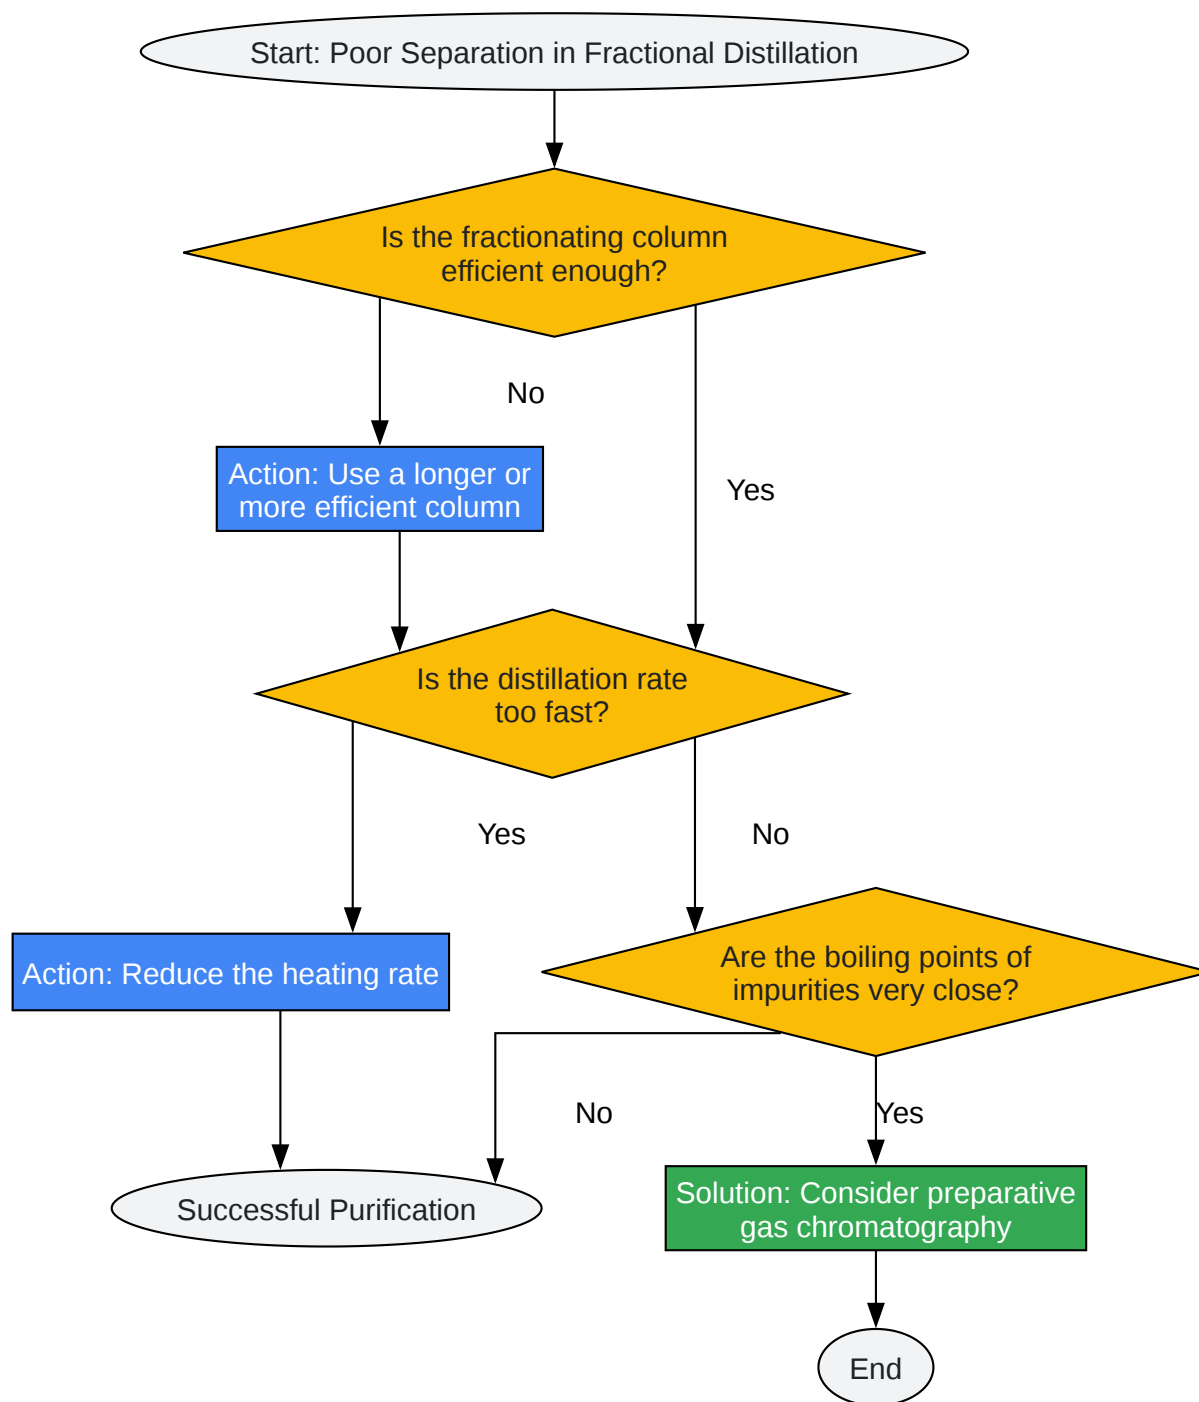 Start: Poor Separation in Fractional Distillation
Is the fractionating column
efficient enough?
No
Action: Use a longer or
more efficient column
Yes
Is the distillation rate
too fast?
Yes
No
Action: Reduce the heating rate
Are the boiling points of
impurities very close?
No
Yes
Successful Purification
Solution: Consider preparative
gas chromatography
End